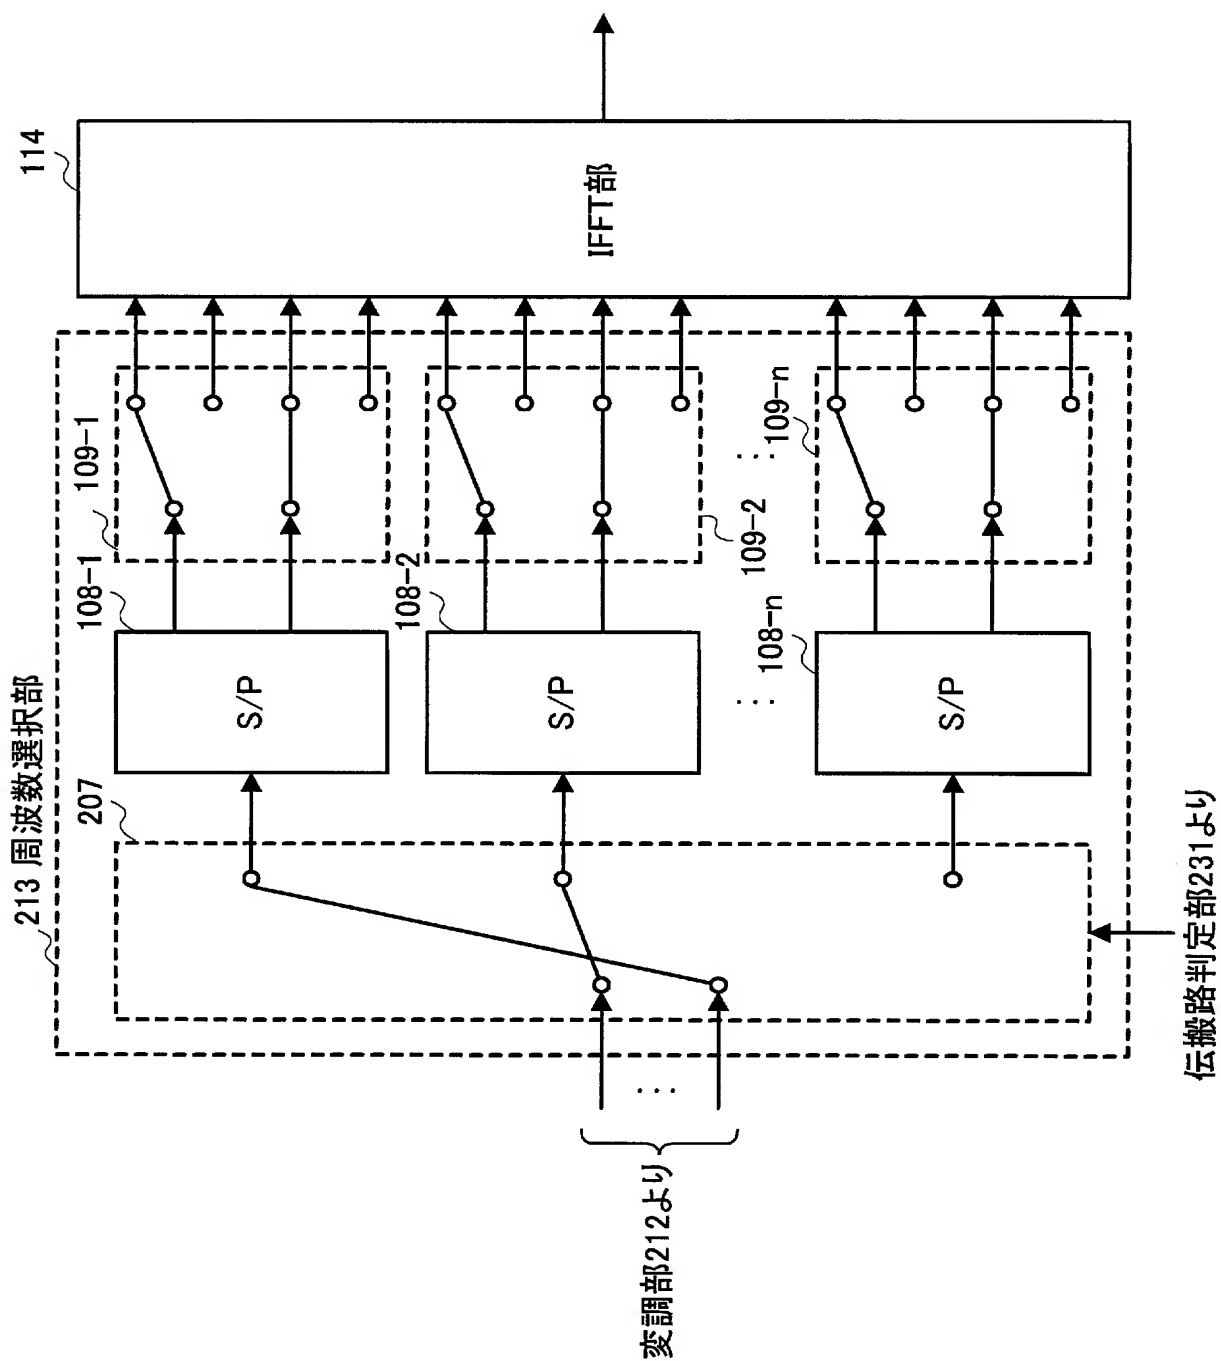 213 周波数選択部
207
108-1
109-1
114
S/P
108-2
S/P
109-2
IFFT部
･･･
･･･
108-n
109-n
S/P
･･･
変調部212より
伝搬路判定部231より